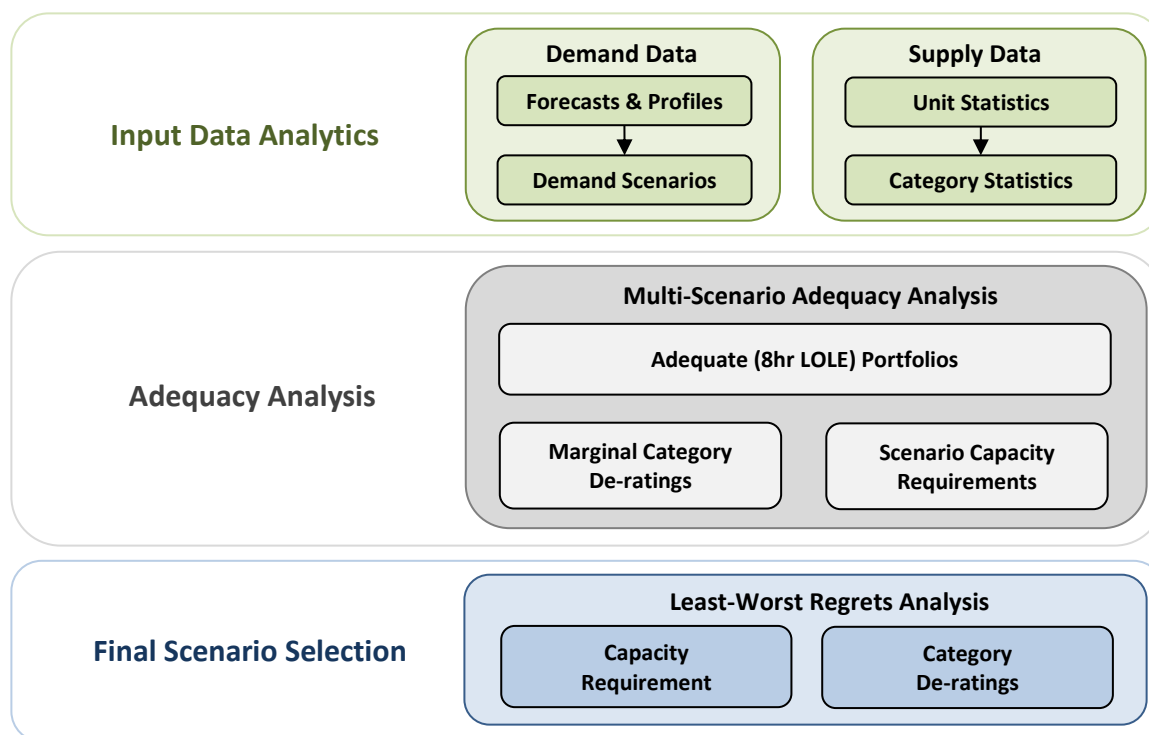 Input Data Analytics
Demand Data
Forecasts & Profiles
Demand Scenarios
Supply Data
Unit Statistics
Category Statistics
Adequacy Analysis
Multi-Scenario Adequacy Analysis
Adequate (8hr LOLE) Portfolios
Marginal Category
De-ratings
Scenario Capacity
Requirements
Final Scenario Selection
Least-Worst Regrets Analysis
Capacity
Requirement
Category
De-ratings